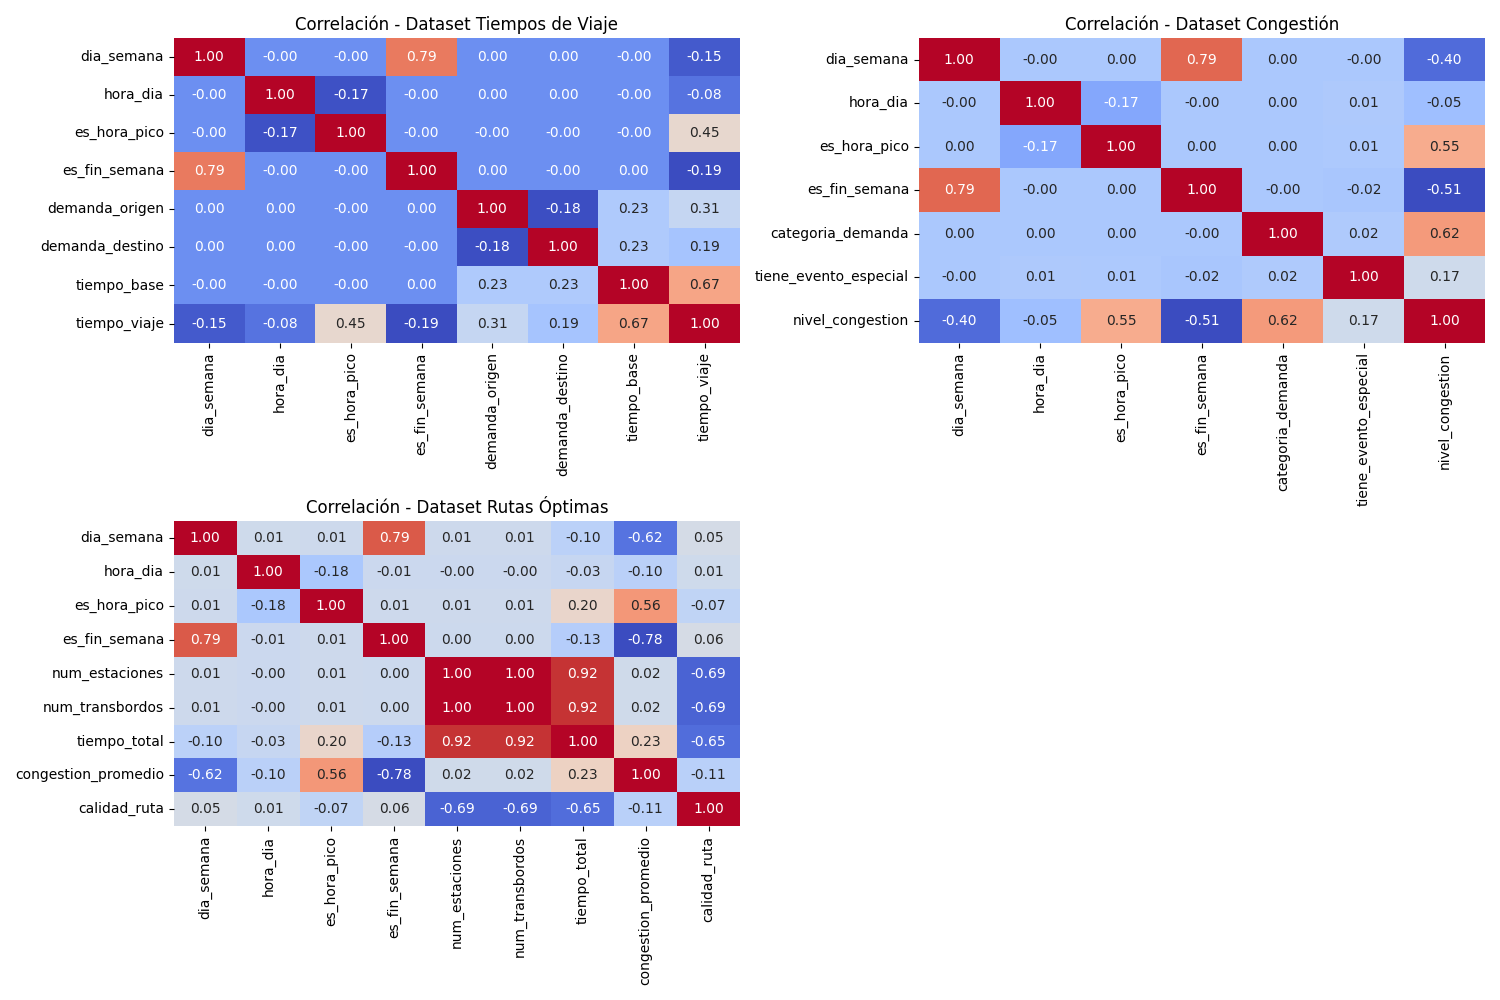 Correlación - Dataset Tiempos de Viaje
dia_semana 1.00 -0.00 -0.00 0.79 0.00 0.00 -0.00 -0.15
hora_dia -0.00 1.00 -0.17 -0.00 0.00 0.00 -0.00 -0.08
es_hora_pico -0.00 -0.17 1.00 -0.00 -0.00 -0.00 -0.00 0.45
es_fin_semana 0.79 -0.00 -0.00 1.00 0.00 -0.00 0.00 -0.19
demanda_origen 0.00 0.00 -0.00 0.00 1.00 -0.18 0.23 0.31
demanda_destino 0.00 0.00 -0.00 -0.00 -0.18 1.00 0.23 0.19
tiempo_base -0.00 -0.00 -0.00 0.00 0.23 0.23 1.00 0.67
tiempo_viaje -0.15 -0.08 0.45 -0.19 0.31 0.19 0.67 1.00
dia_semana hora_dia es_hora_pico es_fin_semana demanda_origen demanda_destino tiempo_base tiempo_viaje
Correlación - Dataset Congestión
dia_semana 1.00 -0.00 0.00 0.79 0.00 -0.00 -0.40
hora_dia -0.00 1.00 -0.17 -0.00 0.00 0.01 -0.05
es_hora_pico 0.00 -0.17 1.00 0.00 0.00 0.01 0.55
es_fin_semana 0.79 -0.00 0.00 1.00 -0.00 -0.02 -0.51
categoria_demanda 0.00 0.00 0.00 -0.00 1.00 0.02 0.62
tiene_evento_especial -0.00 0.01 0.01 -0.02 0.02 1.00 0.17
nivel_congestion -0.40 -0.05 0.55 -0.51 0.62 0.17 1.00
dia_semana hora_dia es_hora_pico es_fin_semana categoria_demanda tiene_evento_especial nivel_congestion
Correlación - Dataset Rutas Óptimas
dia_semana 1.00 0.01 0.01 0.79 0.01 0.01 -0.10 -0.62 0.05
hora_dia 0.01 1.00 -0.18 -0.01 -0.00 -0.00 -0.03 -0.10 0.01
es_hora_pico 0.01 -0.18 1.00 0.01 0.01 0.01 0.20 0.56 -0.07
es_fin_semana 0.79 -0.01 0.01 1.00 0.00 0.00 -0.13 -0.78 0.06
num_estaciones 0.01 -0.00 0.01 0.00 1.00 1.00 0.92 0.02 -0.69
num_transbordos 0.01 -0.00 0.01 0.00 1.00 1.00 0.92 0.02 -0.69
tiempo_total -0.10 -0.03 0.20 -0.13 0.92 0.92 1.00 0.23 -0.65
congestion_promedio -0.62 -0.10 0.56 -0.78 0.02 0.02 0.23 1.00 -0.11
calidad_ruta 0.05 0.01 -0.07 0.06 -0.69 -0.69 -0.65 -0.11 1.00
dia_semana hora_dia es_hora_pico es_fin_semana num_estaciones num_transbordos tiempo_total congestion_promedio calidad_ruta